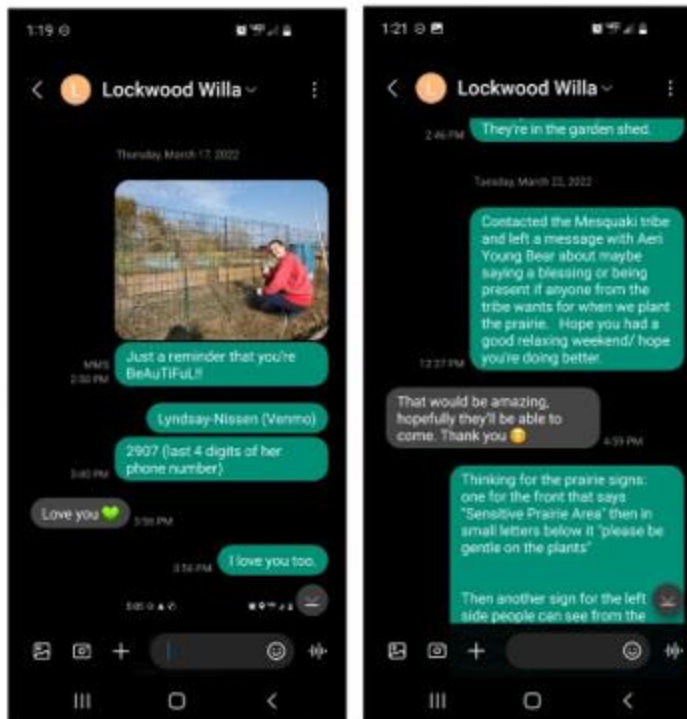 1:19
Lockwood Willa
Thursday, March 17, 2022
MMS
2:00 PM
Just a reminder that you're
BeAuTiFuL!!
Lyndsay-Nissen (Venmo)
3:40 PM
2907 (last 4 digits of her
phone number)
Love you 💚
3:56 PM
3:56 PM
I love you too.
1:21
Lockwood Willa
2:46 PM
They're in the garden shed.
Tuesday, March 22, 2022
Contacted the Mesquaki tribe
and left a message with Aeri
Young Bear about maybe
saying a blessing or being
present if anyone from the
tribe wants for when we plant
the prairie. Hope you had a
good relaxing weekend/ hope
you're doing better.
12:27 PM
That would be amazing,
hopefully they'll be able to
come. Thank you 😊
4:59 PM
Thinking for the prairie signs:
one for the front that says
"Sensitive Prairie Area" then in
small letters below it "please be
gentle on the plants"
Then another sign for the left
side people can see from the